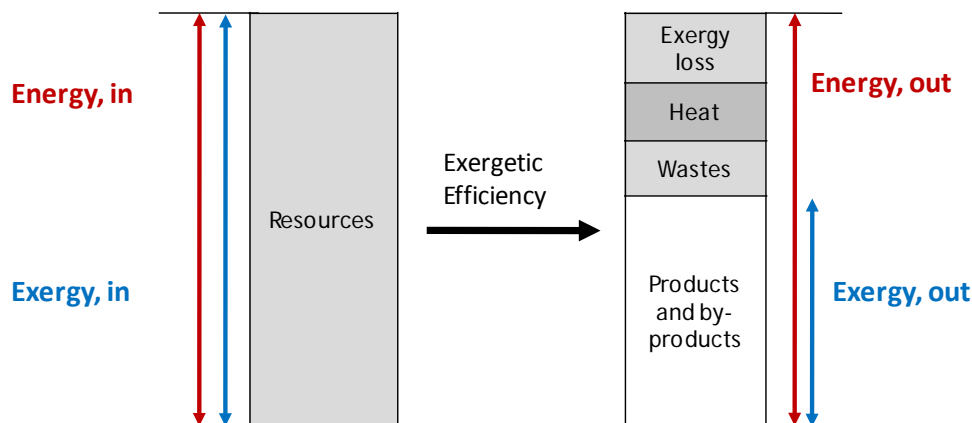 Energy, in
Exergy, in
Resources
Exergetic
Efficiency
Exergy
loss
Heat
Wastes
Products
and by-
products
Energy, out
Exergy, out